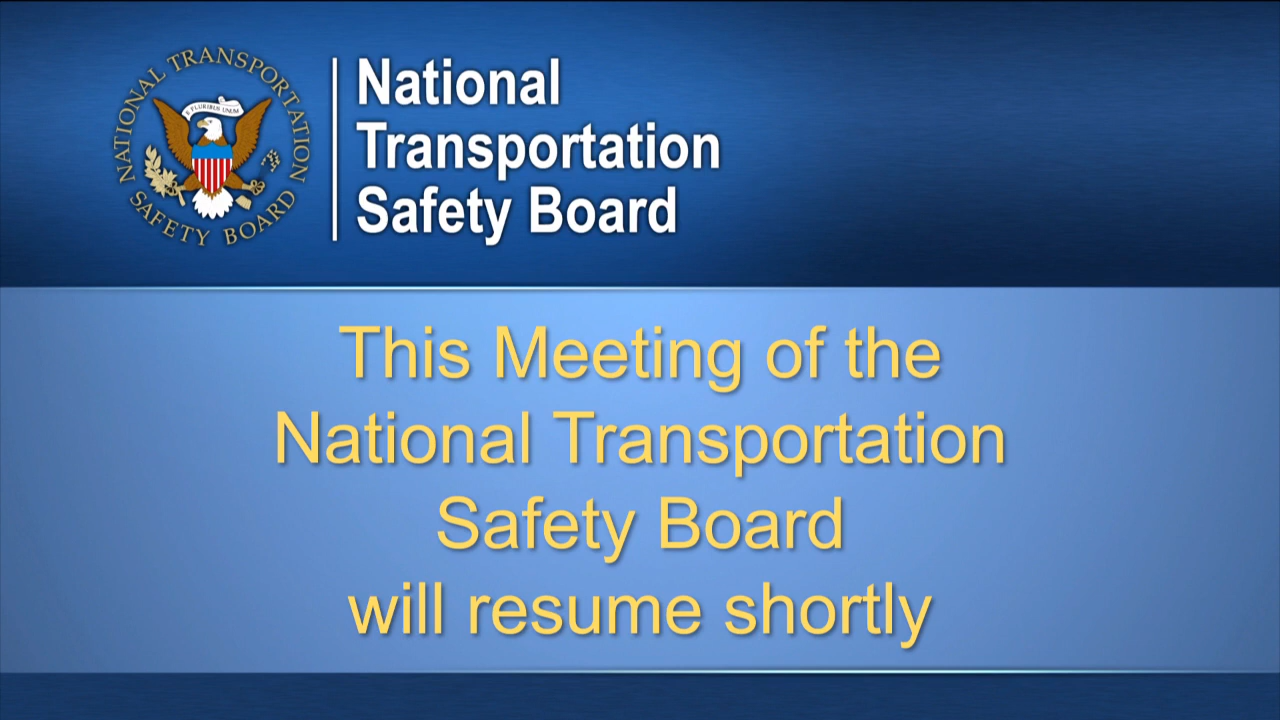 NATIONAL TRANSPORTATION
SAFETY BOARD
E PLURIBUS UNUM
National
Transportation
Safety Board
This Meeting of the
National Transportation
Safety Board
will resume shortly